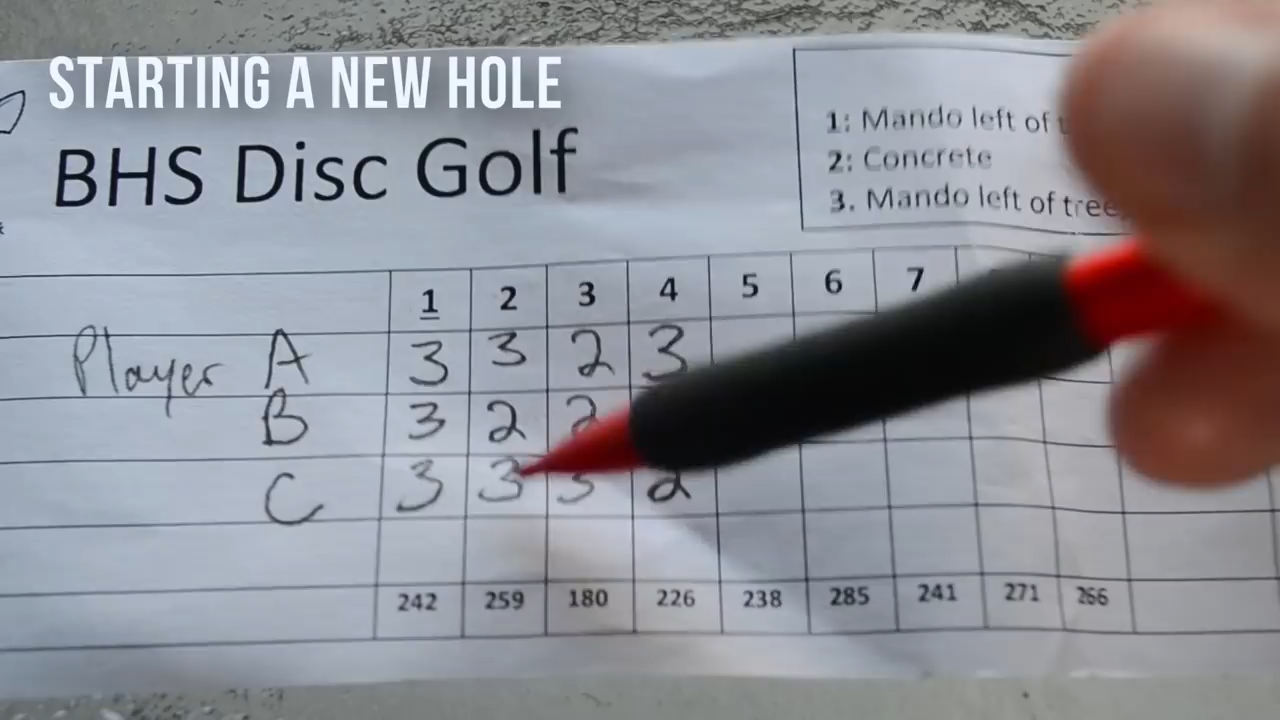 STARTING A NEW HOLE
BHS Disc Golf
1: Mando left of
2: Concrete
3. Mando left of tree
1 2 3 4 5 6 7
Player A 3 3 2 3
B 3 2 2
C 3 3 3 2
242 259 180 226 238 285 241 271 266